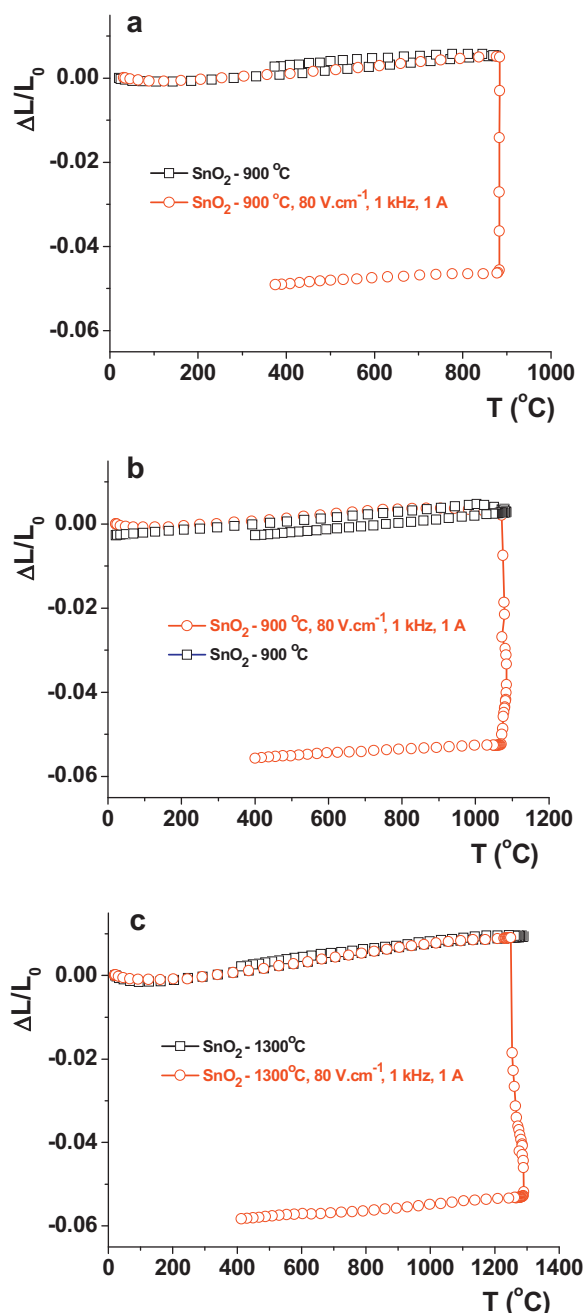 a
0.00
-0.02
-0.04
-0.06
ΔL/L₀
SnO₂ - 900 °C
SnO₂ - 900 °C, 80 V.cm⁻¹, 1 kHz, 1 A
0 200 400 600 800 1000
T (°C)
b
0.00
-0.02
-0.04
-0.06
ΔL/L₀
SnO₂ - 900 °C, 80 V.cm⁻¹, 1 kHz, 1 A
SnO₂ - 900 °C
0 200 400 600 800 1000 1200
T (°C)
c
0.00
-0.02
-0.04
-0.06
ΔL/L₀
SnO₂ - 1300°C
SnO₂ - 1300°C, 80 V.cm⁻¹, 1 kHz, 1 A
0 200 400 600 800 1000 1200 1400
T (°C)